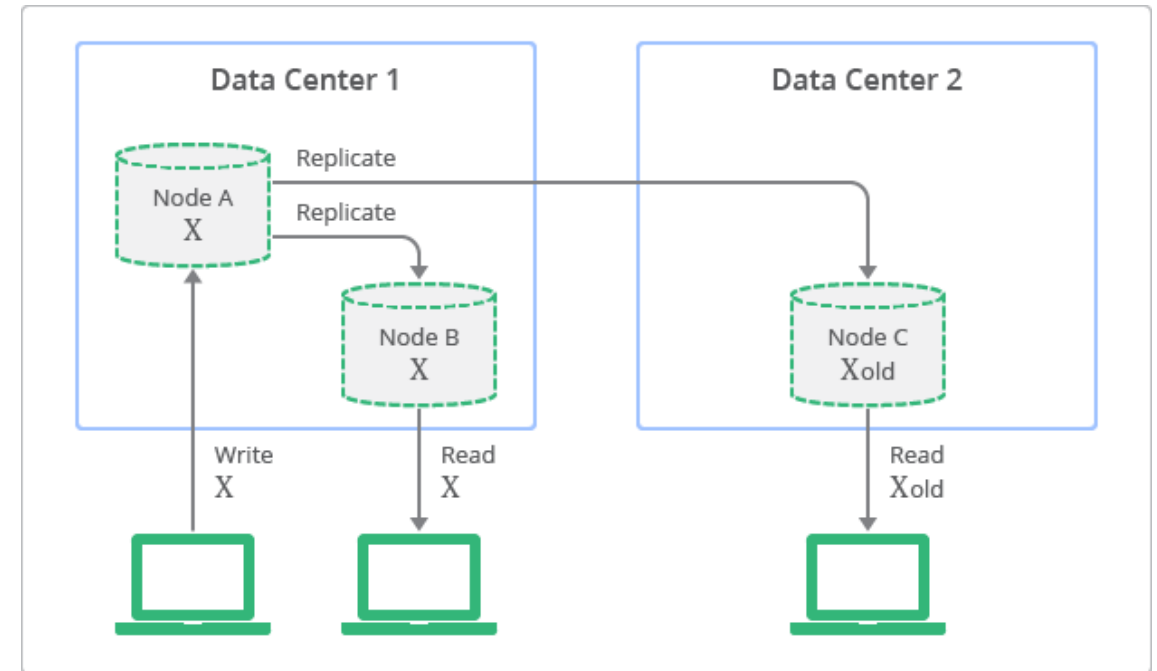 Data Center 1
Data Center 2
Replicate
Node A
X
Replicate
Node B
X
Node C
Xold
Write
X
Read
X
Read
Xold